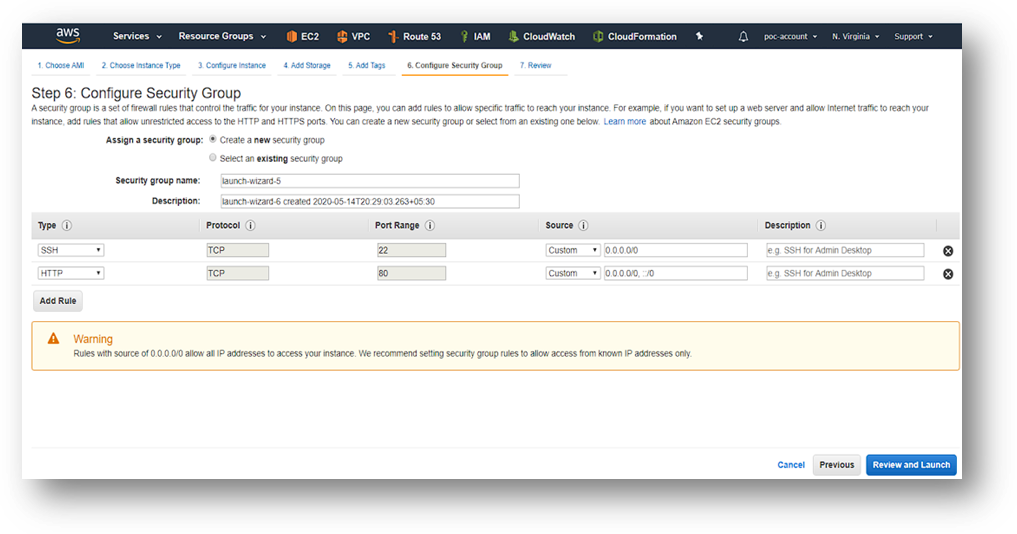 aws Services Resource Groups EC2 VPC Route 53 IAM CloudWatch CloudFormation poc-account N. Virginia Support
1. Choose AMI 2. Choose Instance Type 3. Configure Instance 4. Add Storage 5. Add Tags 6. Configure Security Group 7. Review
Step 6: Configure Security Group
A security group is a set of firewall rules that control the traffic for your instance. On this page, you can add rules to allow specific traffic to reach your instance. For example, if you want to set up a web server and allow Internet traffic to reach your
instance, add rules that allow unrestricted access to the HTTP and HTTPS ports. You can create a new security group or select from an existing one below. Learn more about Amazon EC2 security groups.
Assign a security group: Create a new security group
Select an existing security group
Security group name: launch-wizard-5
Description: launch-wizard-6 created 2020-05-14T20:29:03.263+05:30
Type i Protocol i Port Range i Source i Description i
SSH TCP 22 Custom 0.0.0.0/0 e.g. SSH for Admin Desktop
HTTP TCP 80 Custom 0.0.0.0/0, ::/0 e.g. SSH for Admin Desktop
Add Rule
Warning
Rules with source of 0.0.0.0/0 allow all IP addresses to access your instance. We recommend setting security group rules to allow access from known IP addresses only.
Cancel Previous Review and Launch